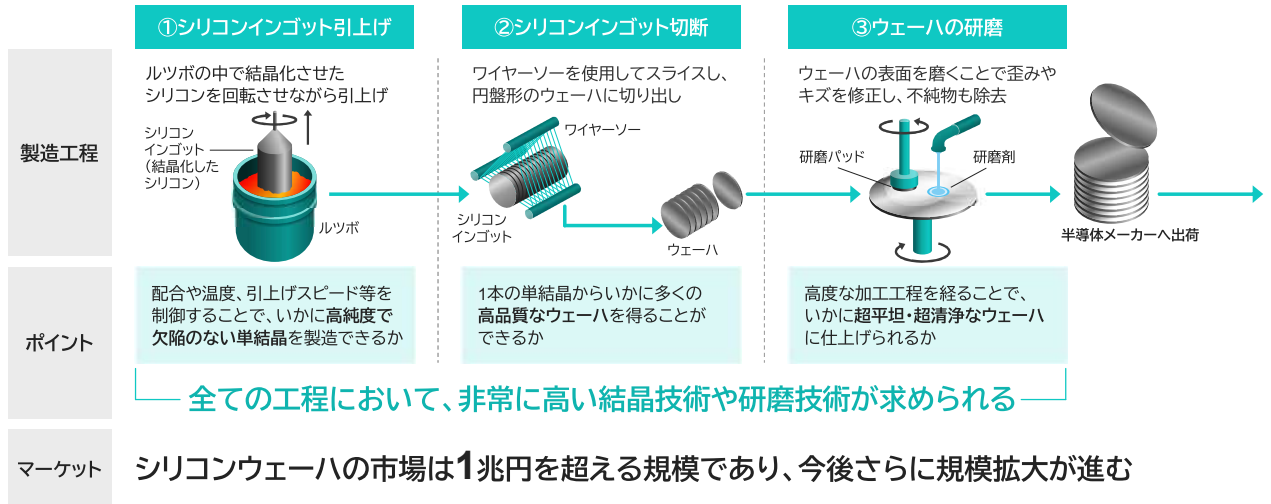 ①シリコンインゴット引上げ
②シリコンインゴット切断
③ウェーハの研磨
製造工程
ルツボの中で結晶化させた
シリコンを回転させながら引上げ
シリコン
インゴット
（結晶化した
シリコン）
ルツボ
ワイヤーソーを使用してスライスし、
円盤形のウェーハに切り出し
ワイヤーソー
シリコン
インゴット
ウェーハ
ウェーハの表面を磨くことで歪みや
キズを修正し、不純物も除去
研磨パッド
研磨剤
半導体メーカーへ出荷
ポイント
配合や温度、引上げスピード等を
制御することで、いかに高純度で
欠陥のない単結晶を製造できるか
1本の単結晶からいかに多くの
高品質なウェーハを得ることが
できるか
高度な加工工程を経ることで、
いかに超平坦・超清浄なウェーハ
に仕上げられるか
全ての工程において、非常に高い結晶技術や研磨技術が求められる
マーケット
シリコンウェーハの市場は1兆円を超える規模であり、今後さらに規模拡大が進む